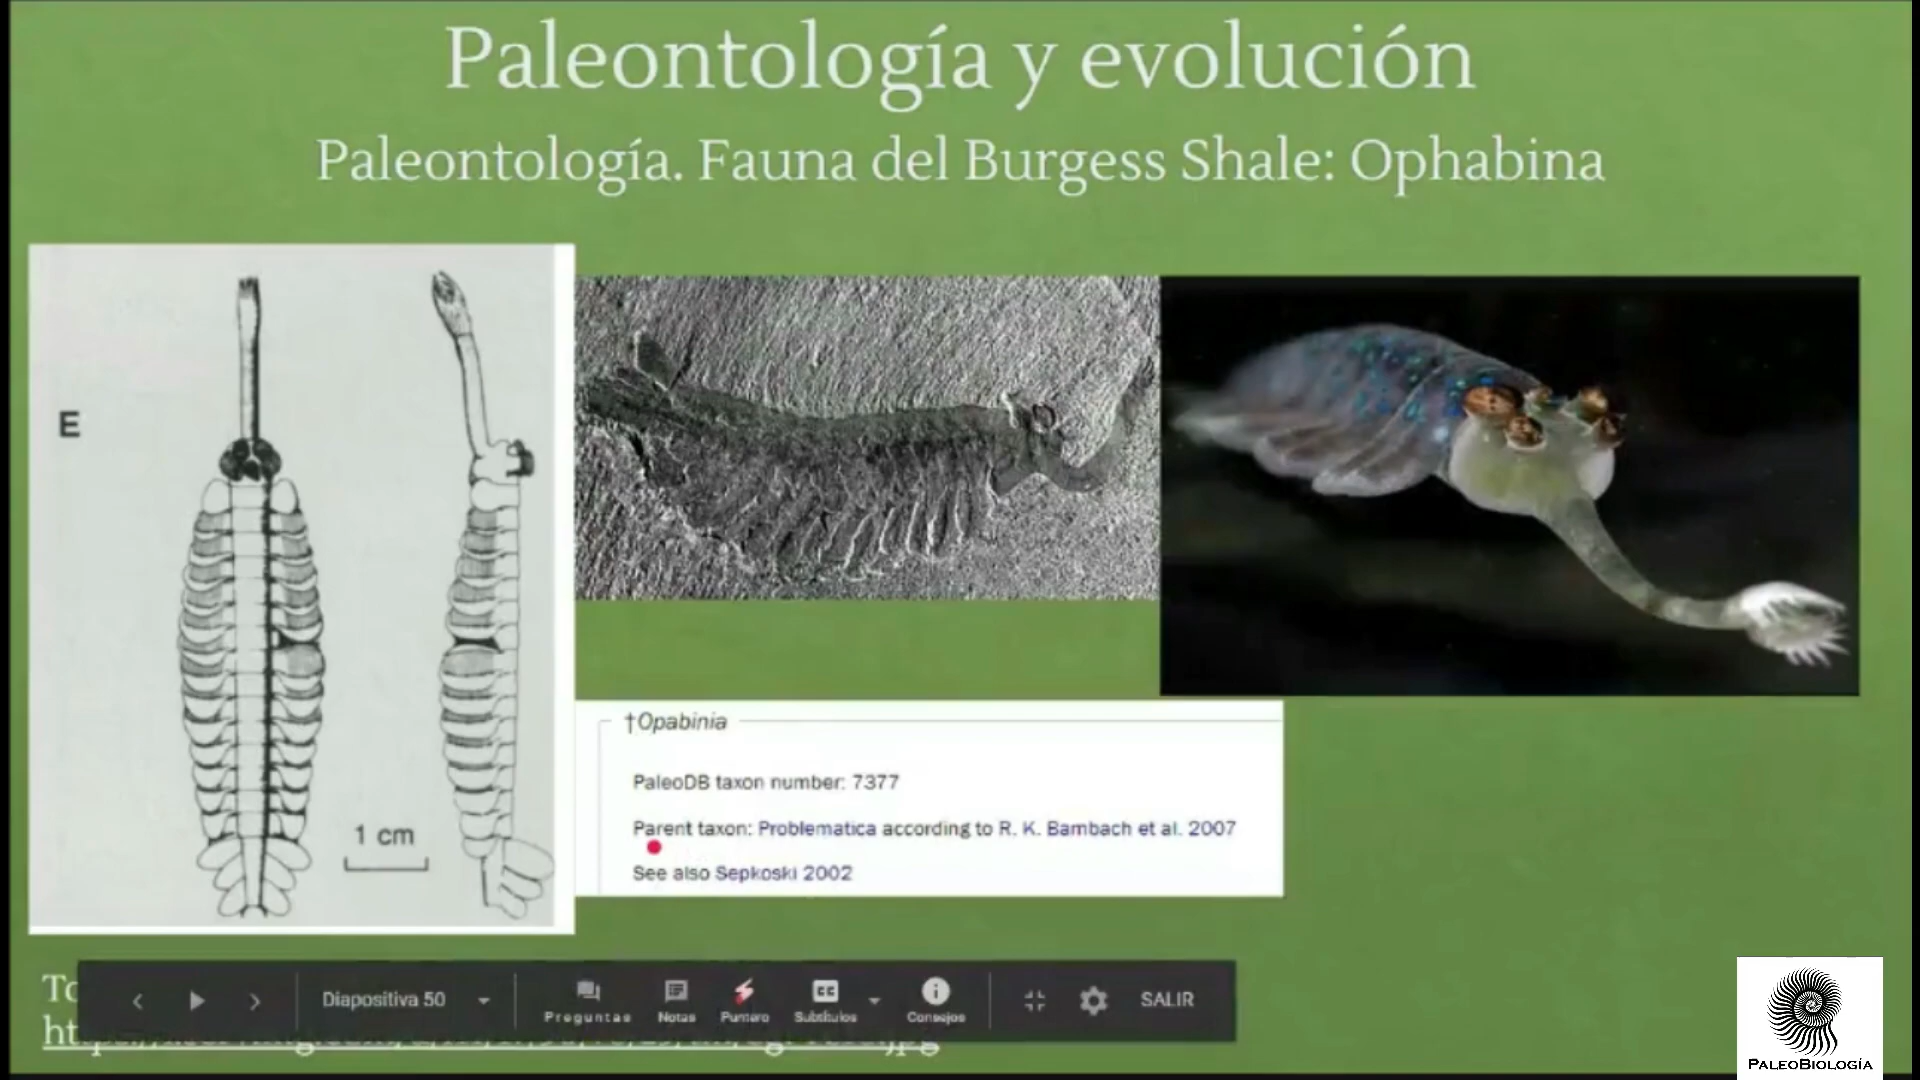 Paleontología y evolución
Paleontología. Fauna del Burgess Shale: Ophabina
E
1 cm
†Opabinia
PaleoDB taxon number: 7377
Parent taxon: Problematica according to R. K. Bambach et al. 2007
See also Sepkoski 2002
Diapositiva 50
Preguntas
Notas
Puntero
CC
Subtítulos
Consejos
SALIR
PALEOBIOLOGÍA